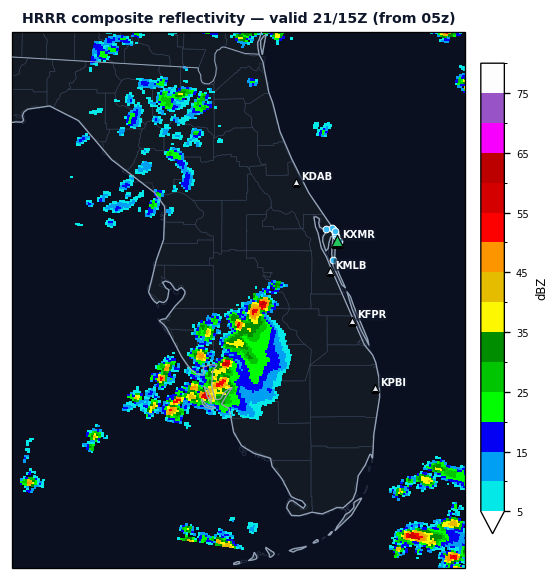 HRRR composite reflectivity — valid 21/15Z (from 05z)
KDAB
KXMR
KMLB
KFPR
KPBI
75
65
55
45
35
25
15
5
dBZ